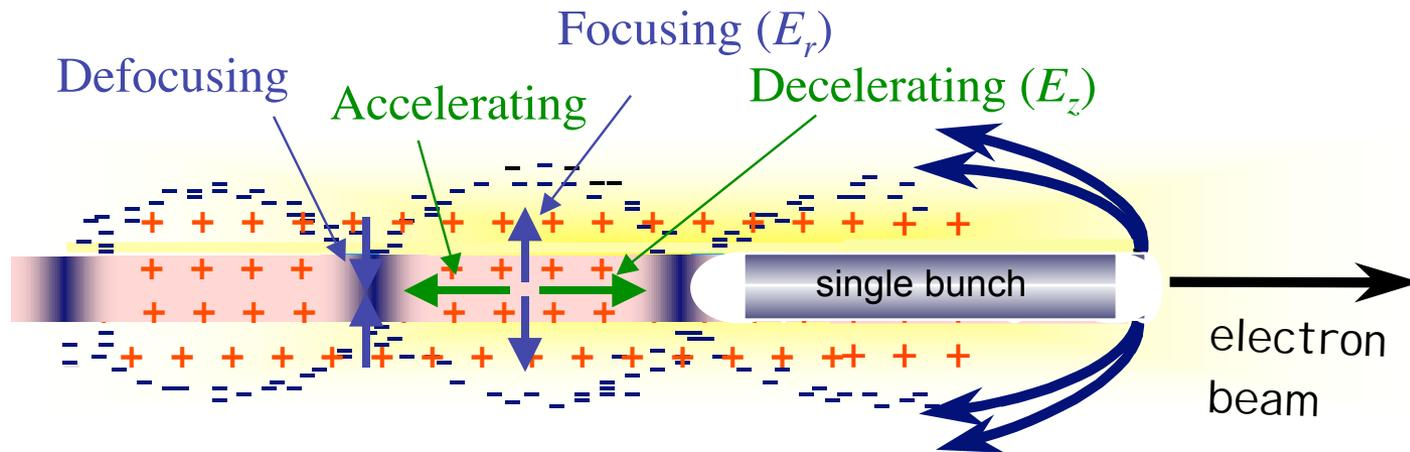 Focusing (E_r)
Defocusing
Accelerating
Decelerating (E_z)
single bunch
electron
beam